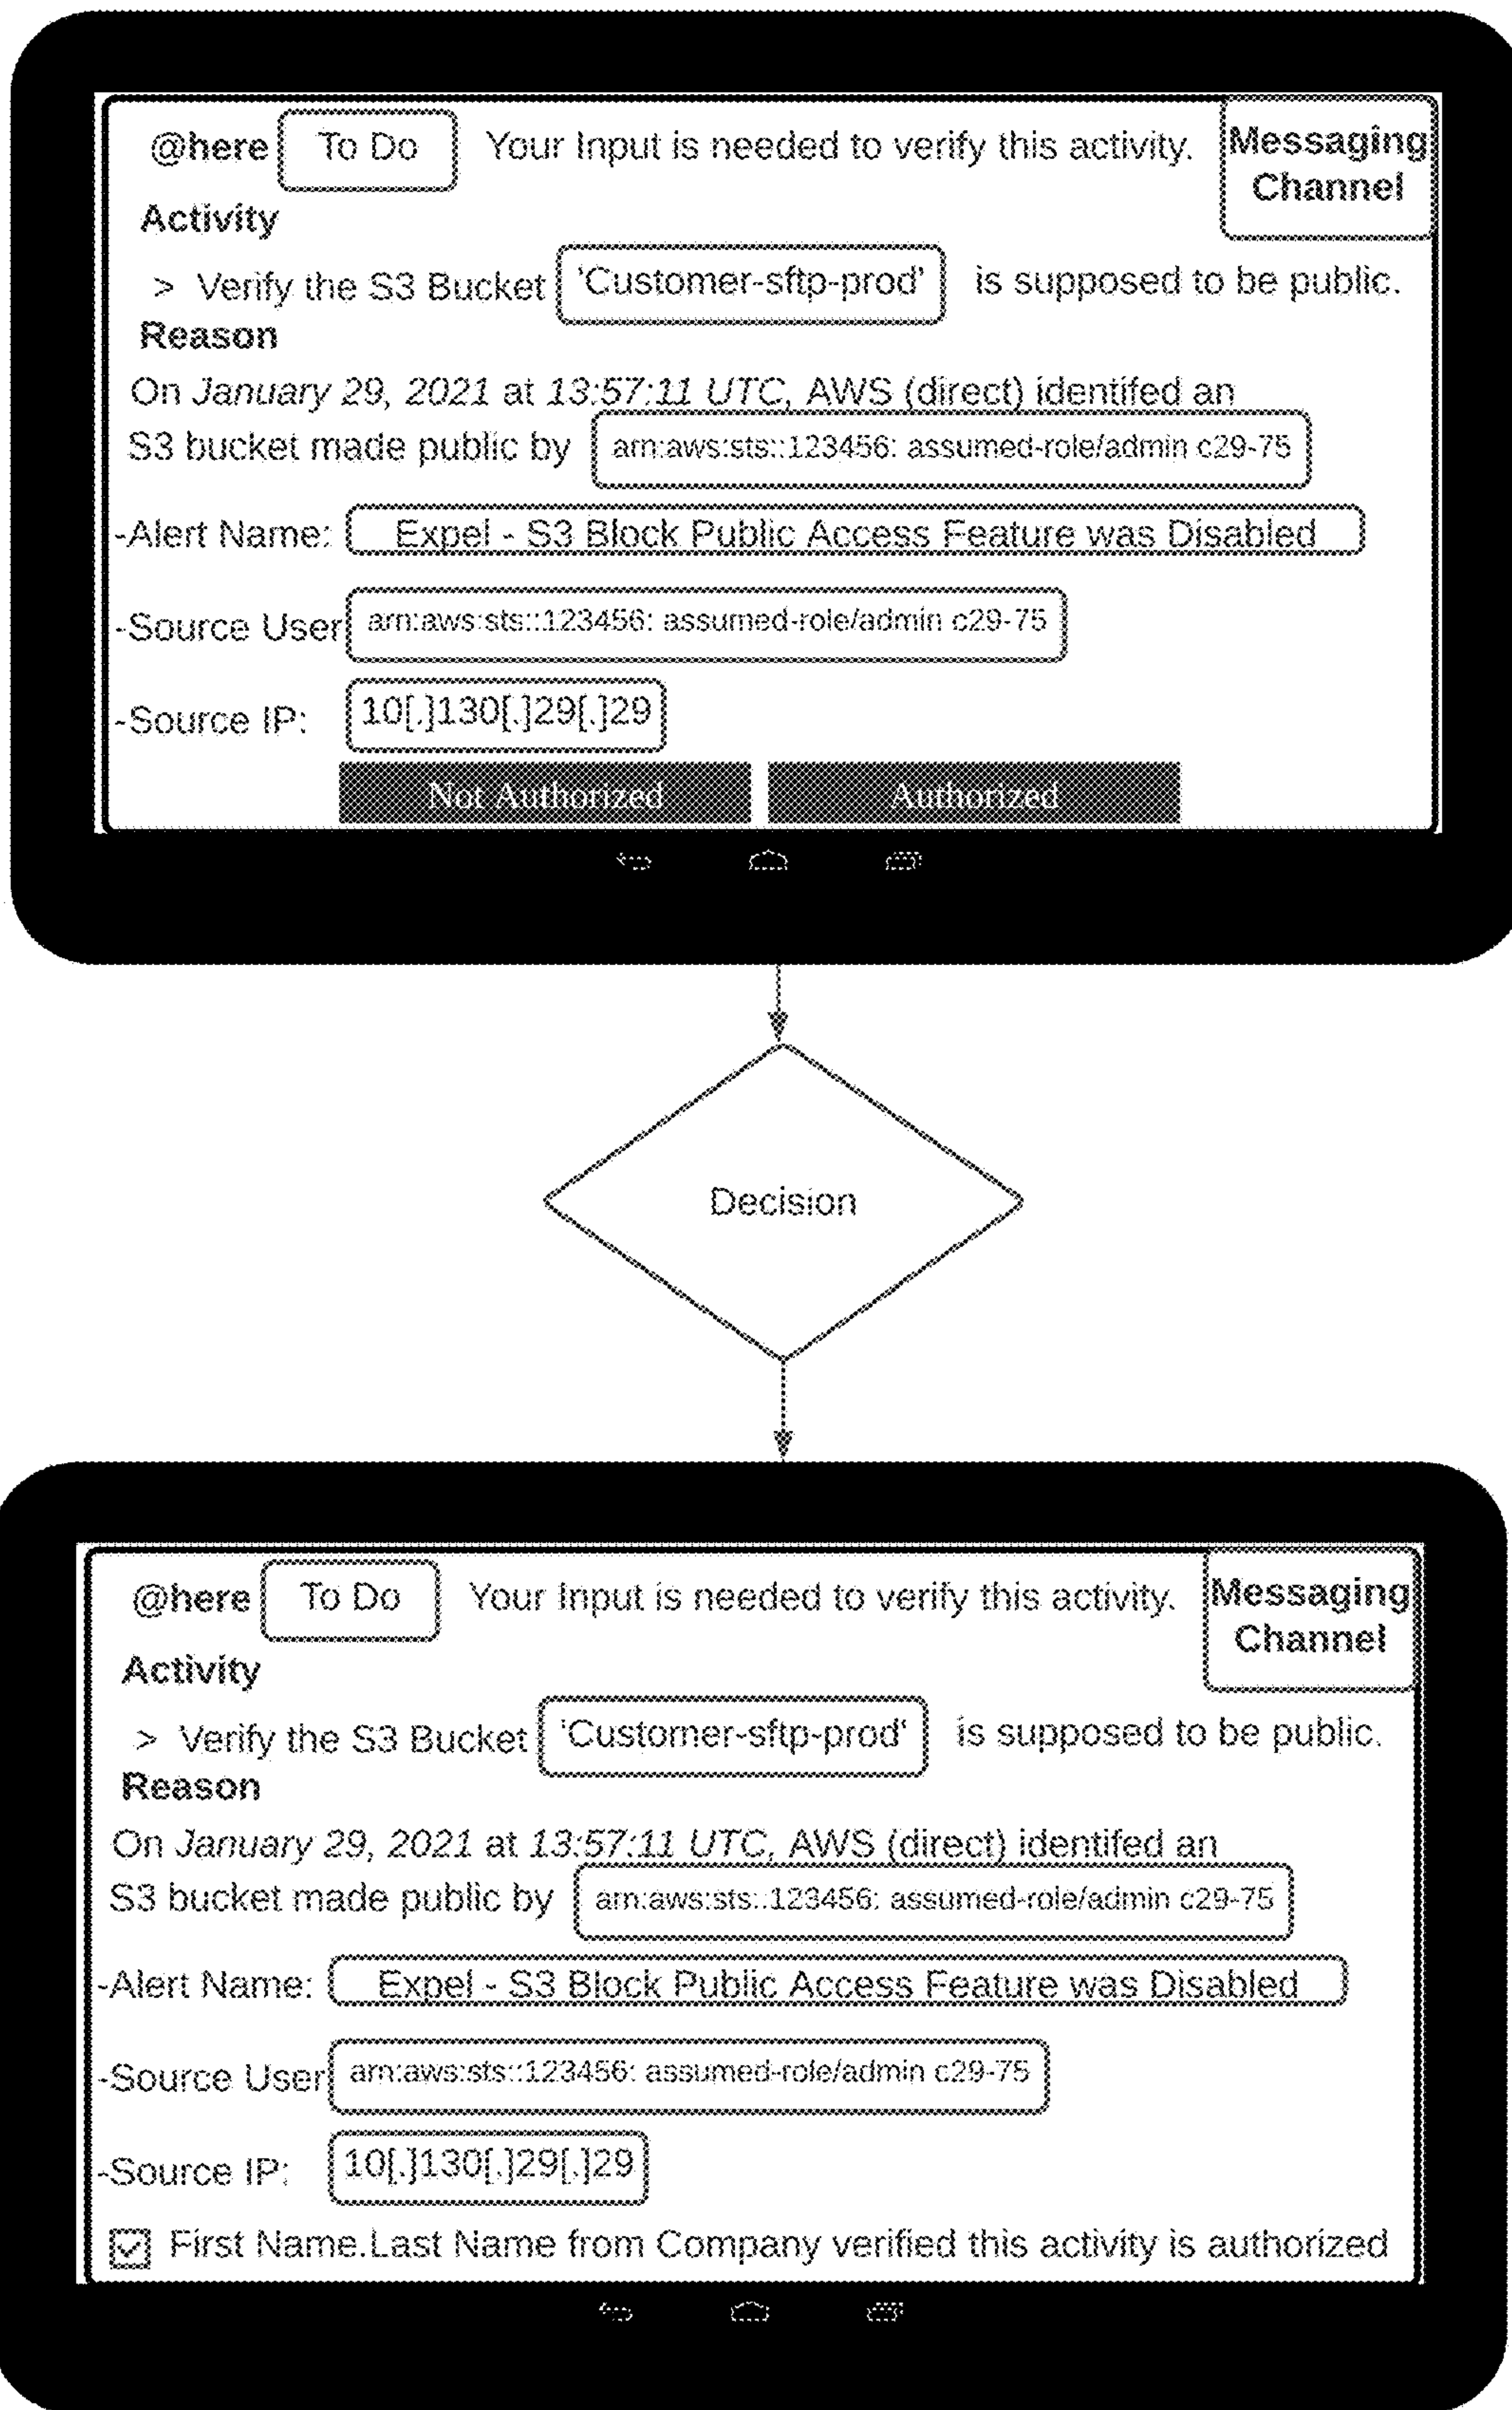 @here To Do Your Input is needed to verify this activity. Messaging Channel
Activity
> Verify the S3 Bucket 'Customer-sftp-prod' is supposed to be public.
Reason
On January 29, 2021 at 13:57:11 UTC, AWS (direct) identifed an
S3 bucket made public by arn:aws:sts::123456: assumed-role/admin c29-75
-Alert Name: Expel - S3 Block Public Access Feature was Disabled
-Source User arn:aws:sts::123456: assumed-role/admin c29-75
-Source IP: 10[.]130[.]29[.]29
Not Authorized Authorized
Decision
@here To Do Your Input is needed to verify this activity. Messaging Channel
Activity
> Verify the S3 Bucket 'Customer-sftp-prod' is supposed to be public.
Reason
On January 29, 2021 at 13:57:11 UTC, AWS (direct) identifed an
S3 bucket made public by arn:aws:sts::123456: assumed-role/admin c29-75
-Alert Name: Expel - S3 Block Public Access Feature was Disabled
-Source User arn:aws:sts::123456: assumed-role/admin c29-75
-Source IP: 10[.]130[.]29[.]29
First Name.Last Name from Company verified this activity is authorized